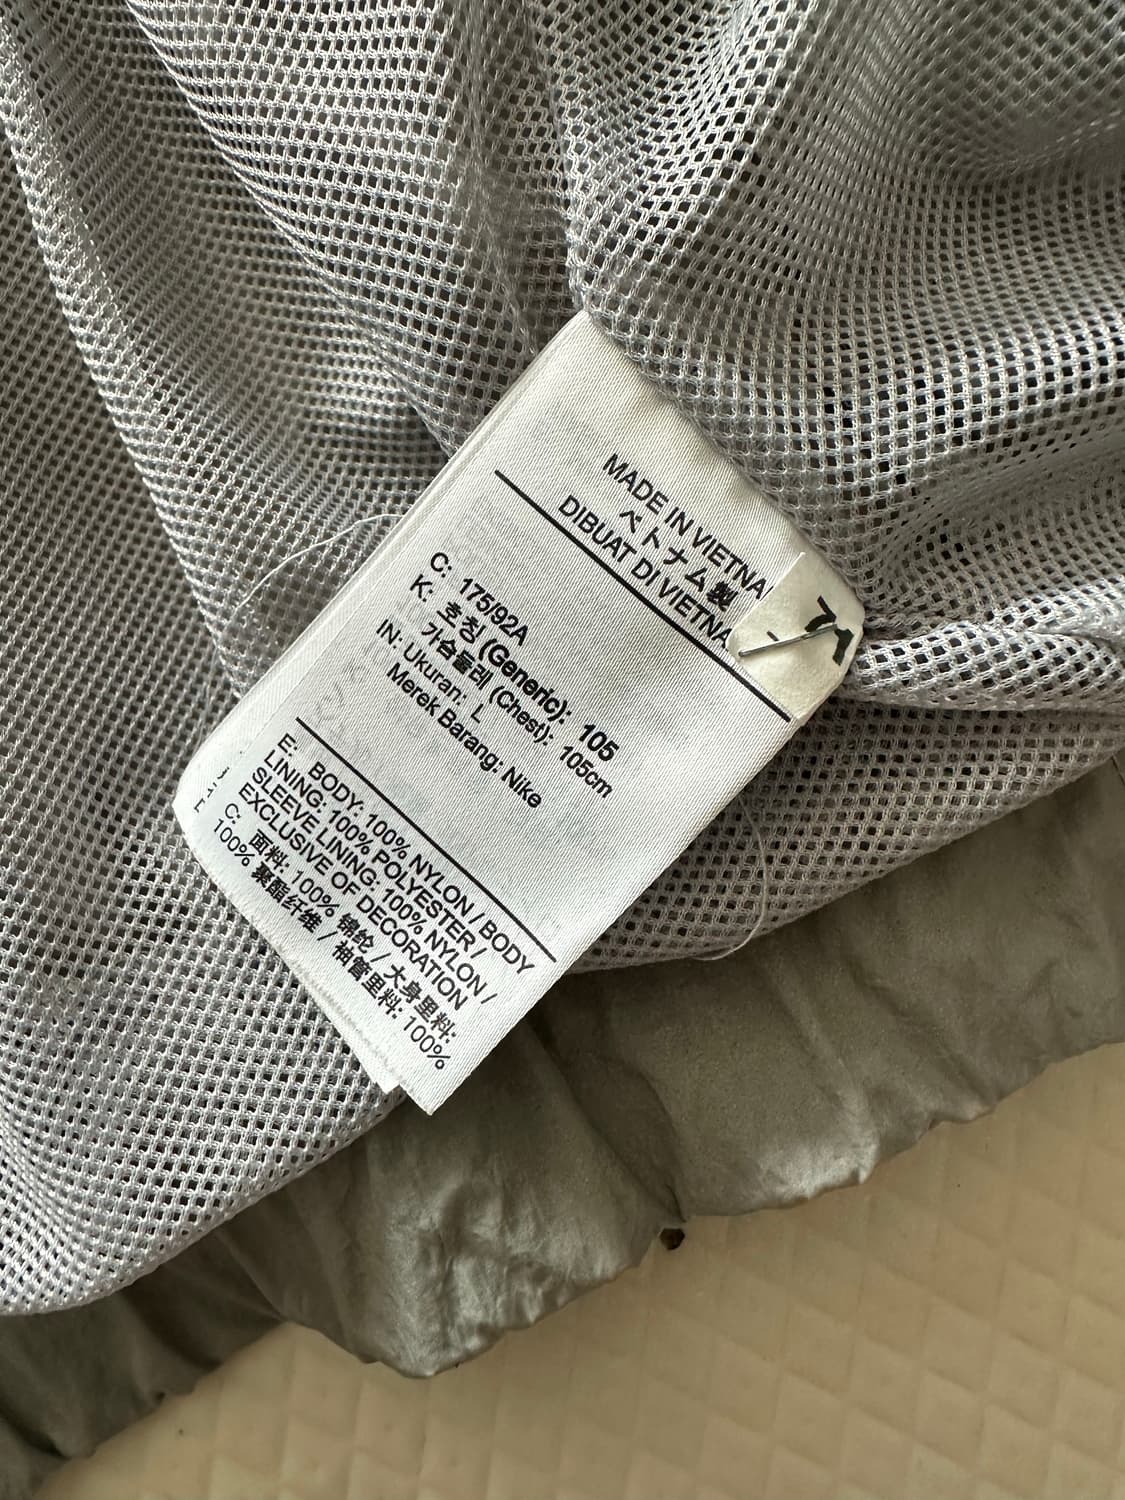 MADE IN VIETNA
ベトナム製
DIBUAT DI VIETNA
71
C: 175/92A
K: 호칭 (Generic): 105
가슴둘레 (Chest): 105cm
IN: Ukuran: L
Merek Barang: Nike
E: BODY: 100% NYLON / BODY
LINING: 100% POLYESTER /
SLEEVE LINING: 100% NYLON /
EXCLUSIVE OF DECORATION
C: 面料: 100% 锦纶 / 大身里料:
100% 聚酯纤维 / 袖管里料: 100%